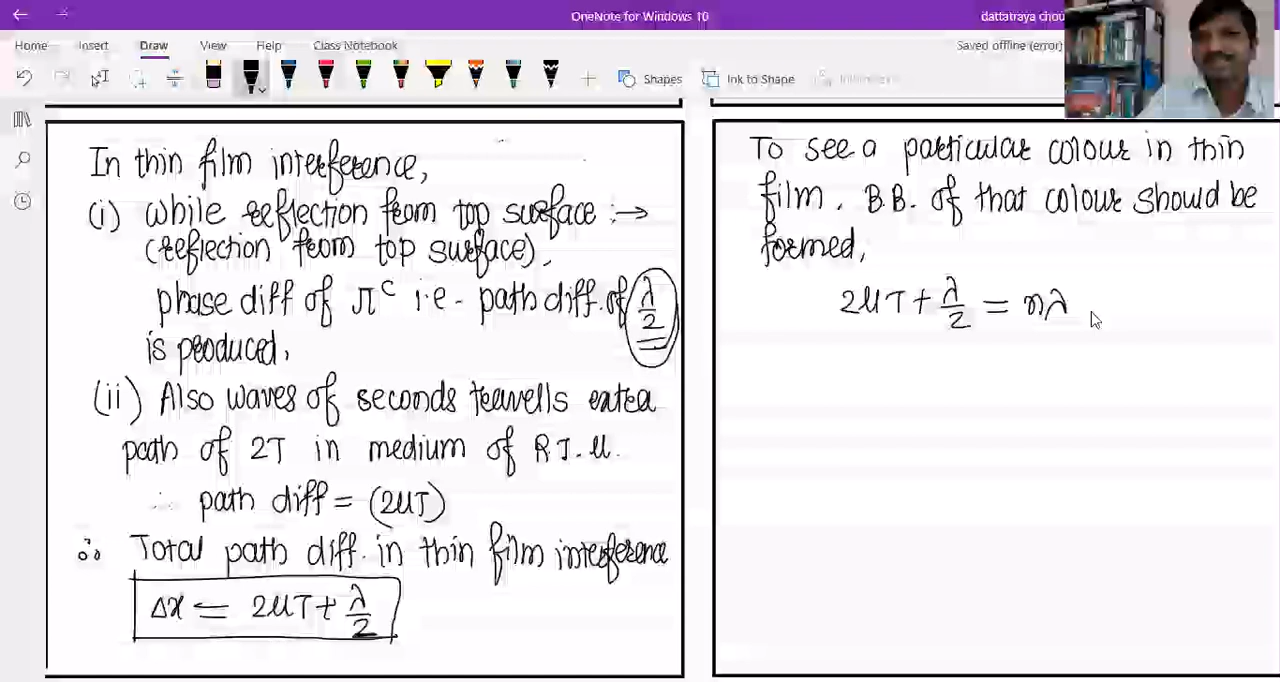 OneNote for Windows 10
dattatraya chou
Home Insert Draw View Help Class Notebook
Saved offline (error)
Shapes Ink to Shape
In thin film interference,
(i) While reflection from top surface :→
(reflection from top surface).
phase diff of πᶜ i.e- path diff. of λ/2
is produced.
(ii) Also waves of seconds travells extra
path of 2T in medium of R.I. μ.
∴ path diff = (2μT)
∴ Total path diff. in thin film interference
Δx = 2μT + λ/2
To see a particular colour in thin
film. B.B. of that colour should be
formed,
2μT + λ/2 = nλ